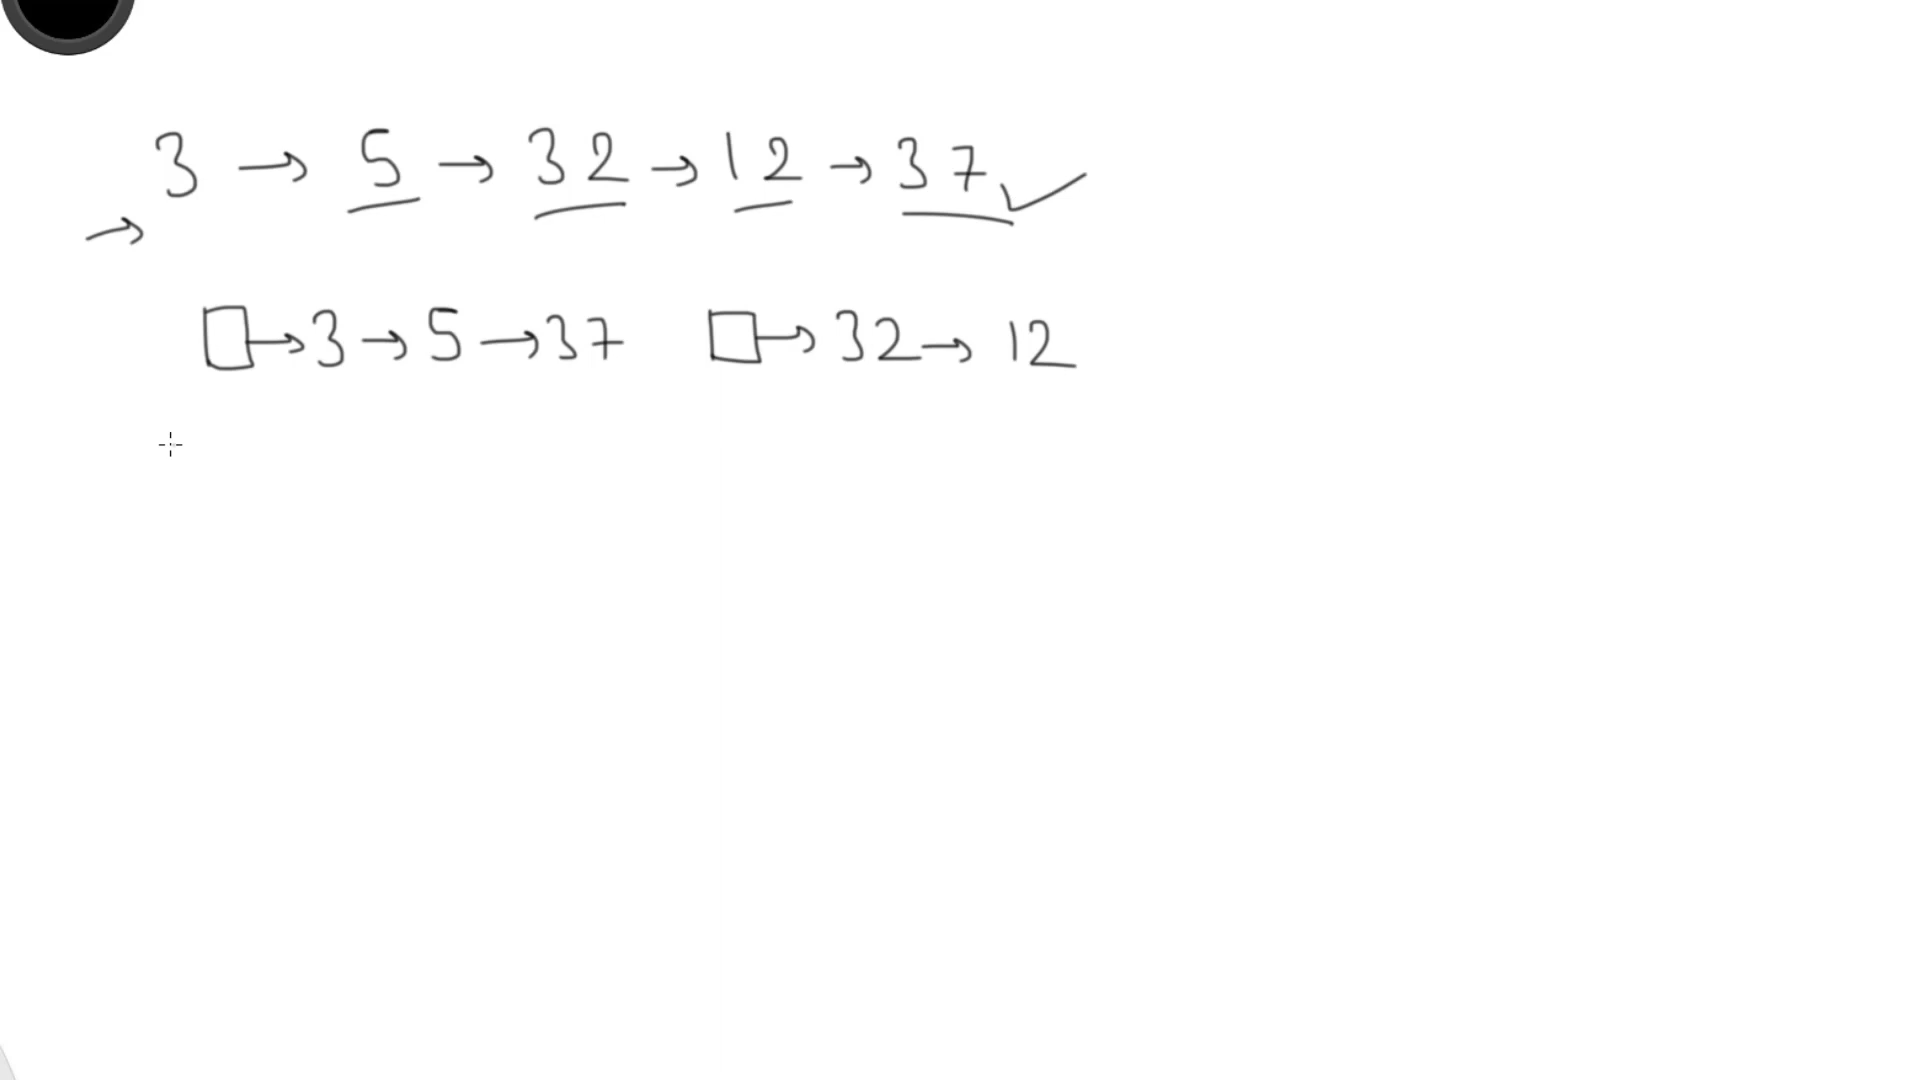 3 → 5 → 32 → 12 → 37 ✓
→
□→3→5→37 □→32→12